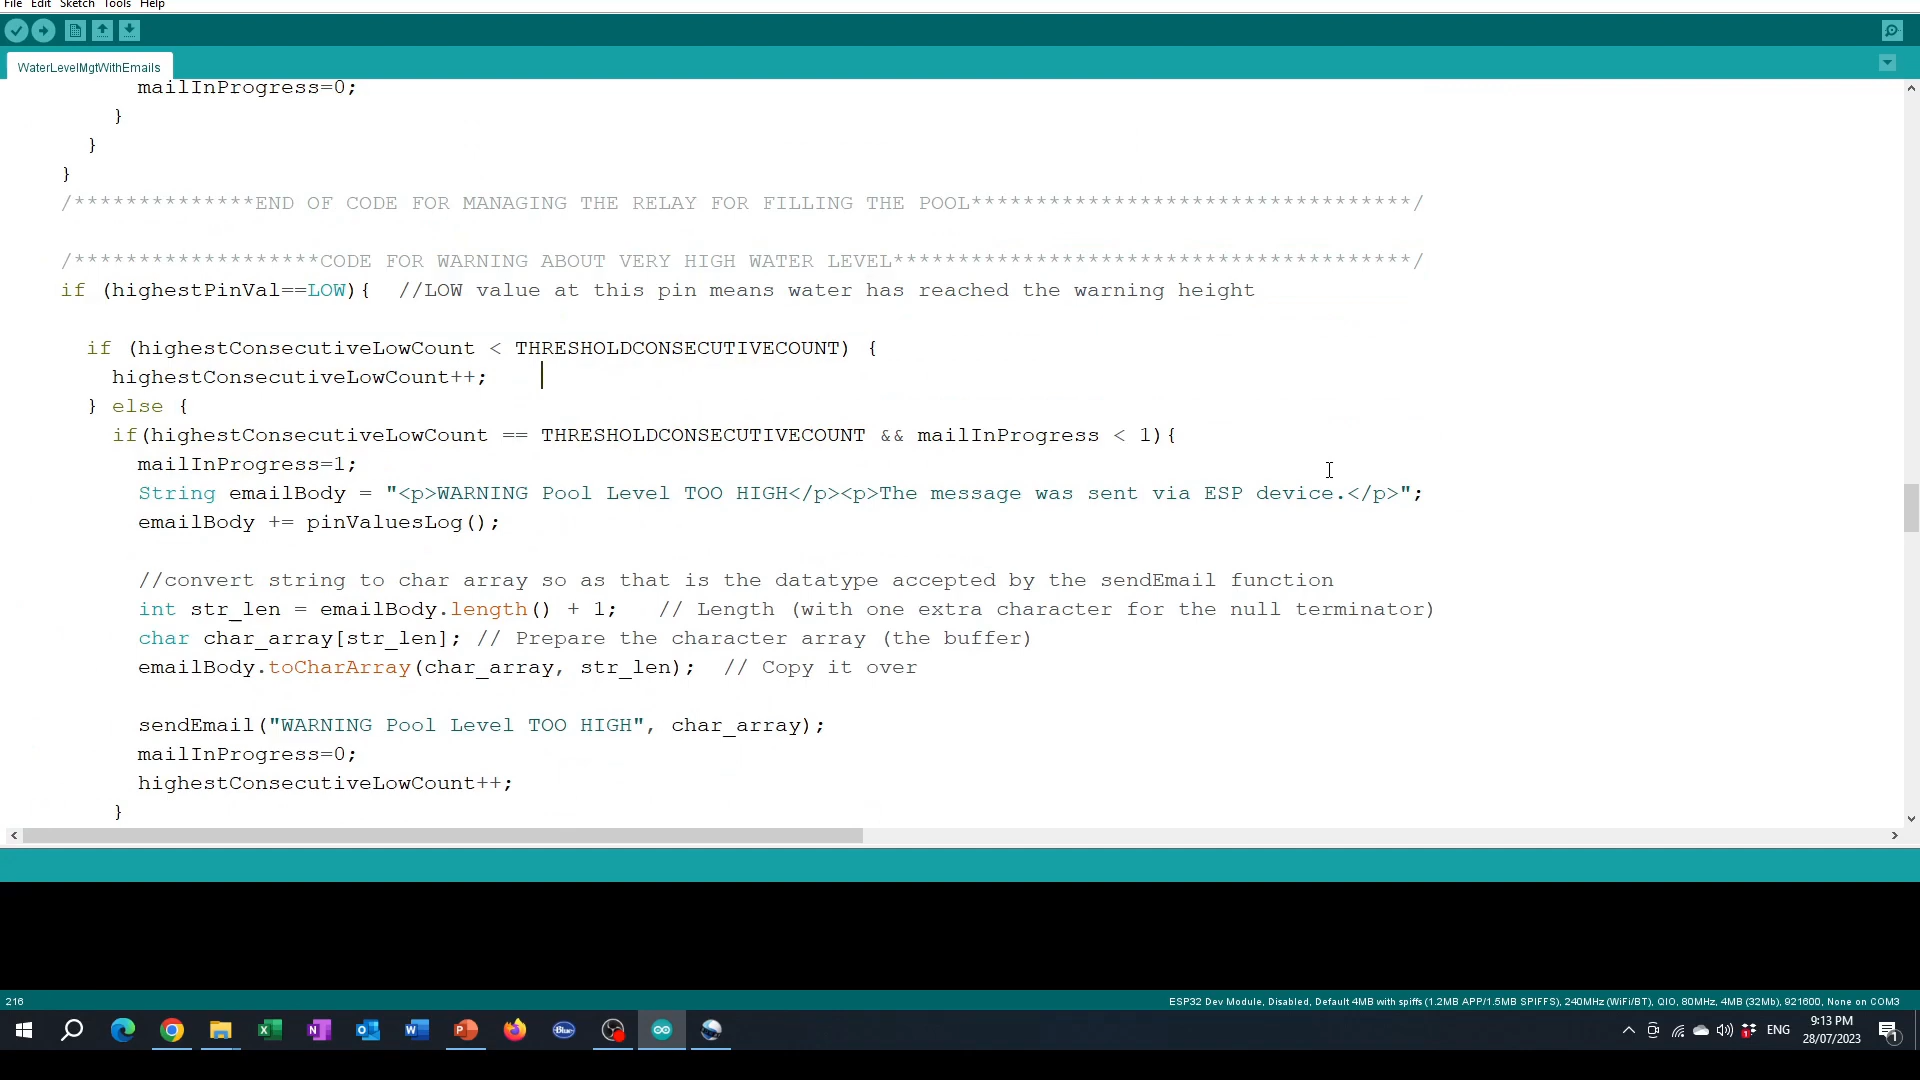 File Edit Sketch Tools Help
WaterLevelMgtWithEmails
mailInProgress=0;
}
}
}
/**************END OF CODE FOR MANAGING THE RELAY FOR FILLING THE POOL**********************************/
/*******************CODE FOR WARNING ABOUT VERY HIGH WATER LEVEL****************************************/
if (highestPinVal==LOW){ //LOW value at this pin means water has reached the warning height
if (highestConsecutiveLowCount < THRESHOLDCONSECUTIVECOUNT) {
highestConsecutiveLowCount++;
} else {
if(highestConsecutiveLowCount == THRESHOLDCONSECUTIVECOUNT && mailInProgress < 1){
mailInProgress=1;
String emailBody = "<p>WARNING Pool Level TOO HIGH</p><p>The message was sent via ESP device.</p>";
emailBody += pinValuesLog();
//convert string to char array so as that is the datatype accepted by the sendEmail function
int str_len = emailBody.length() + 1; // Length (with one extra character for the null terminator)
char char_array[str_len]; // Prepare the character array (the buffer)
emailBody.toCharArray(char_array, str_len); // Copy it over
sendEmail("WARNING Pool Level TOO HIGH", char_array);
mailInProgress=0;
highestConsecutiveLowCount++;
}
216
ESP32 Dev Module, Disabled, Default 4MB with spiffs (1.2MB APP/1.5MB SPIFFS), 240MHz (WiFi/BT), QIO, 80MHz, 4MB (32Mb), 921600, None on COM3
Blue
ENG
9:13 PM
28/07/2023
1